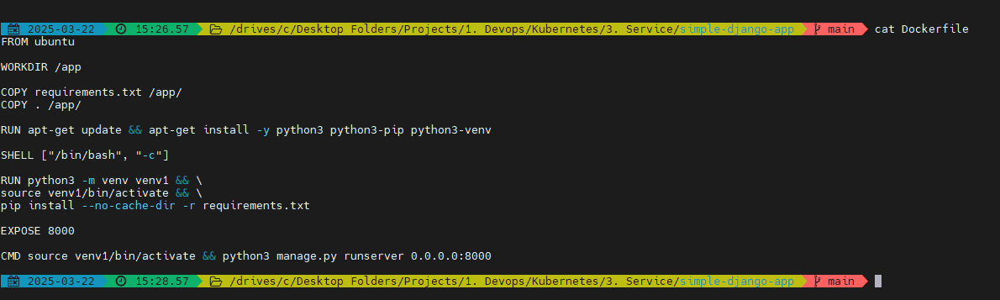 2025-03-22 15:26.57 /drives/c/Desktop Folders/Projects/1. Devops/Kubernetes/3. Service/simple-django-app main cat Dockerfile
FROM ubuntu
WORKDIR /app
COPY requirements.txt /app/
COPY . /app/
RUN apt-get update && apt-get install -y python3 python3-pip python3-venv
SHELL ["/bin/bash", "-c"]
RUN python3 -m venv venv1 && \
source venv1/bin/activate && \
pip install --no-cache-dir -r requirements.txt
EXPOSE 8000
CMD source venv1/bin/activate && python3 manage.py runserver 0.0.0.0:8000
2025-03-22 15:28.57 /drives/c/Desktop Folders/Projects/1. Devops/Kubernetes/3. Service/simple-django-app main